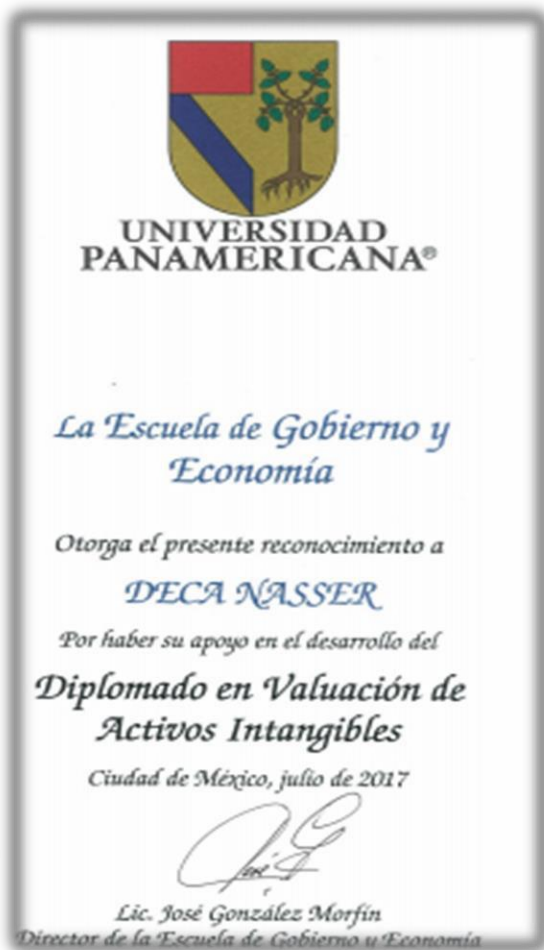 UNIVERSIDAD
PANAMERICANA®
La Escuela de Gobierno y
Economía
Otorga el presente reconocimiento a
DECA NASSER
Por haber su apoyo en el desarrollo del
Diplomado en Valuación de
Activos Intangibles
Ciudad de México, julio de 2017
Lic. José González Morfín
Director de la Escuela de Gobierno y Economía